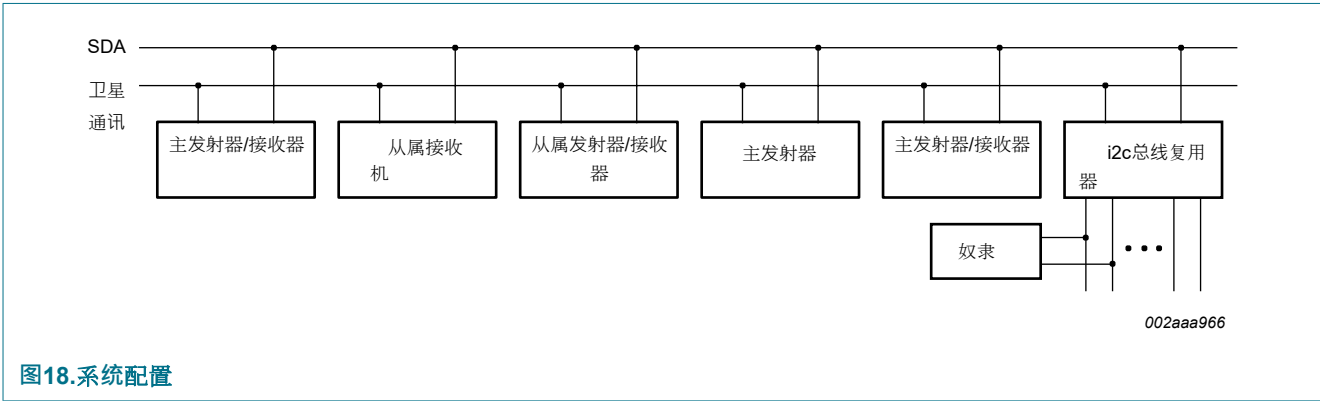 SDA
卫星
通讯
主发射器/接收器
从属接收
机
从属发射器/接收
器
主发射器
主发射器/接收器
i2c总线复用
器
奴隶
002aaa966
图18.系统配置